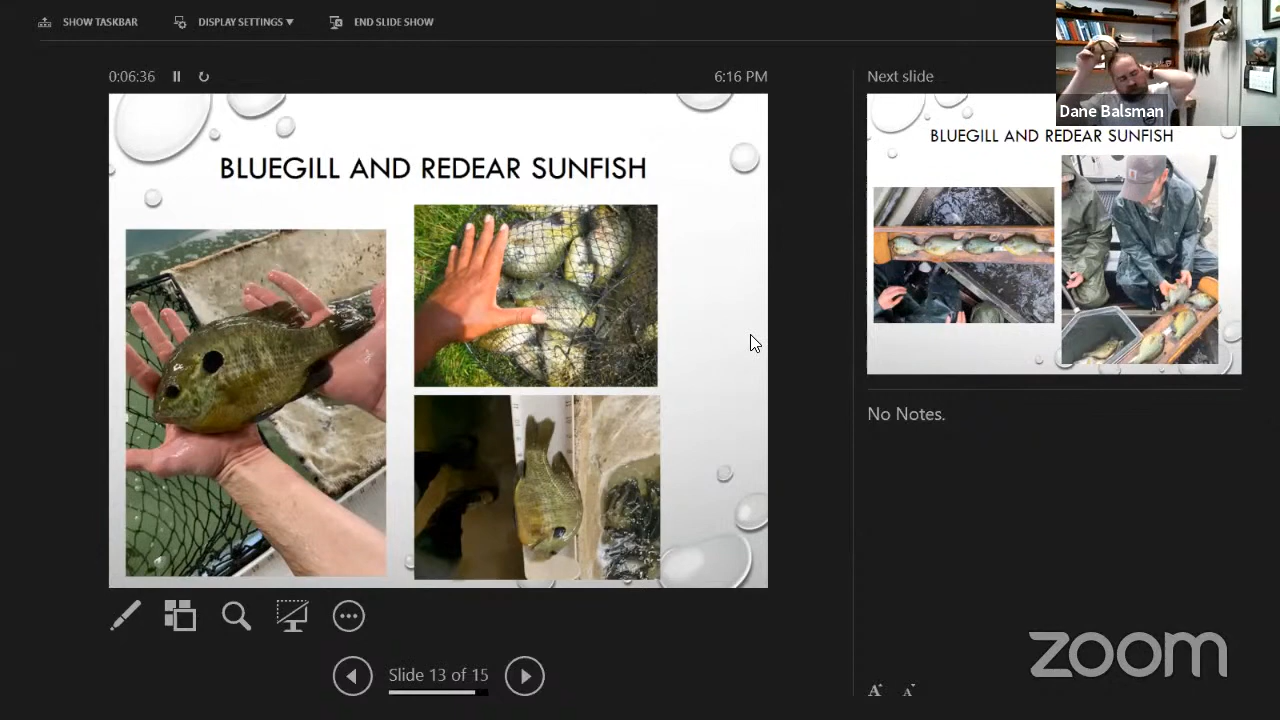 SHOW TASKBAR
DISPLAY SETTINGS ▼
END SLIDE SHOW
0:06:36
6:16 PM
Next slide
Dane Balsman
BLUEGILL AND REDEAR SUNFISH
BLUEGILL AND REDEAR SUNFISH
No Notes.
Slide 13 of 15
zoom
A A